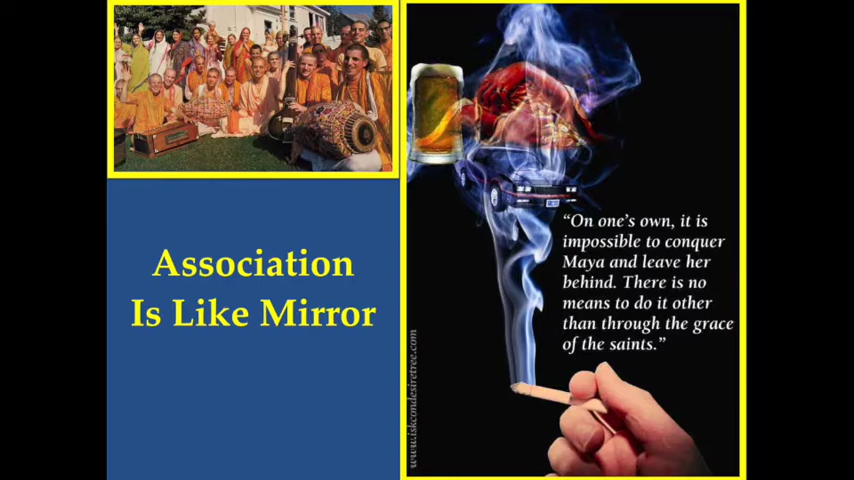 Association
Is Like Mirror
“On one’s own, it is
impossible to conquer
Maya and leave her
behind. There is no
means to do it other
than through the grace
of the saints.”
www.iskcondesiretree.com